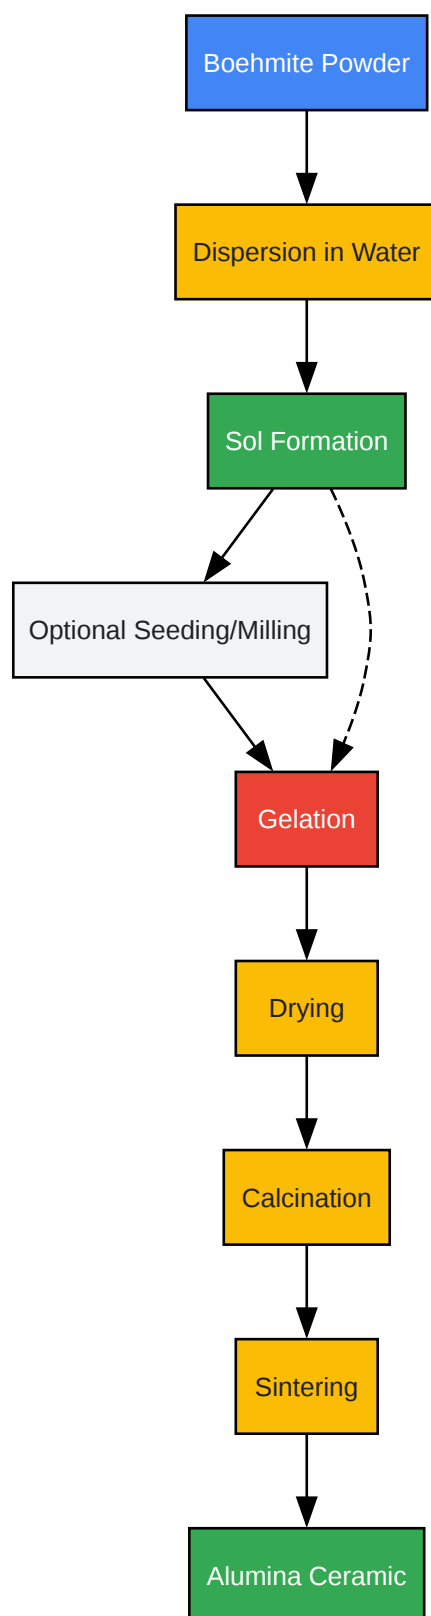 Boehmite Powder
Dispersion in Water
Sol Formation
Optional Seeding/Milling
Gelation
Drying
Calcination
Sintering
Alumina Ceramic